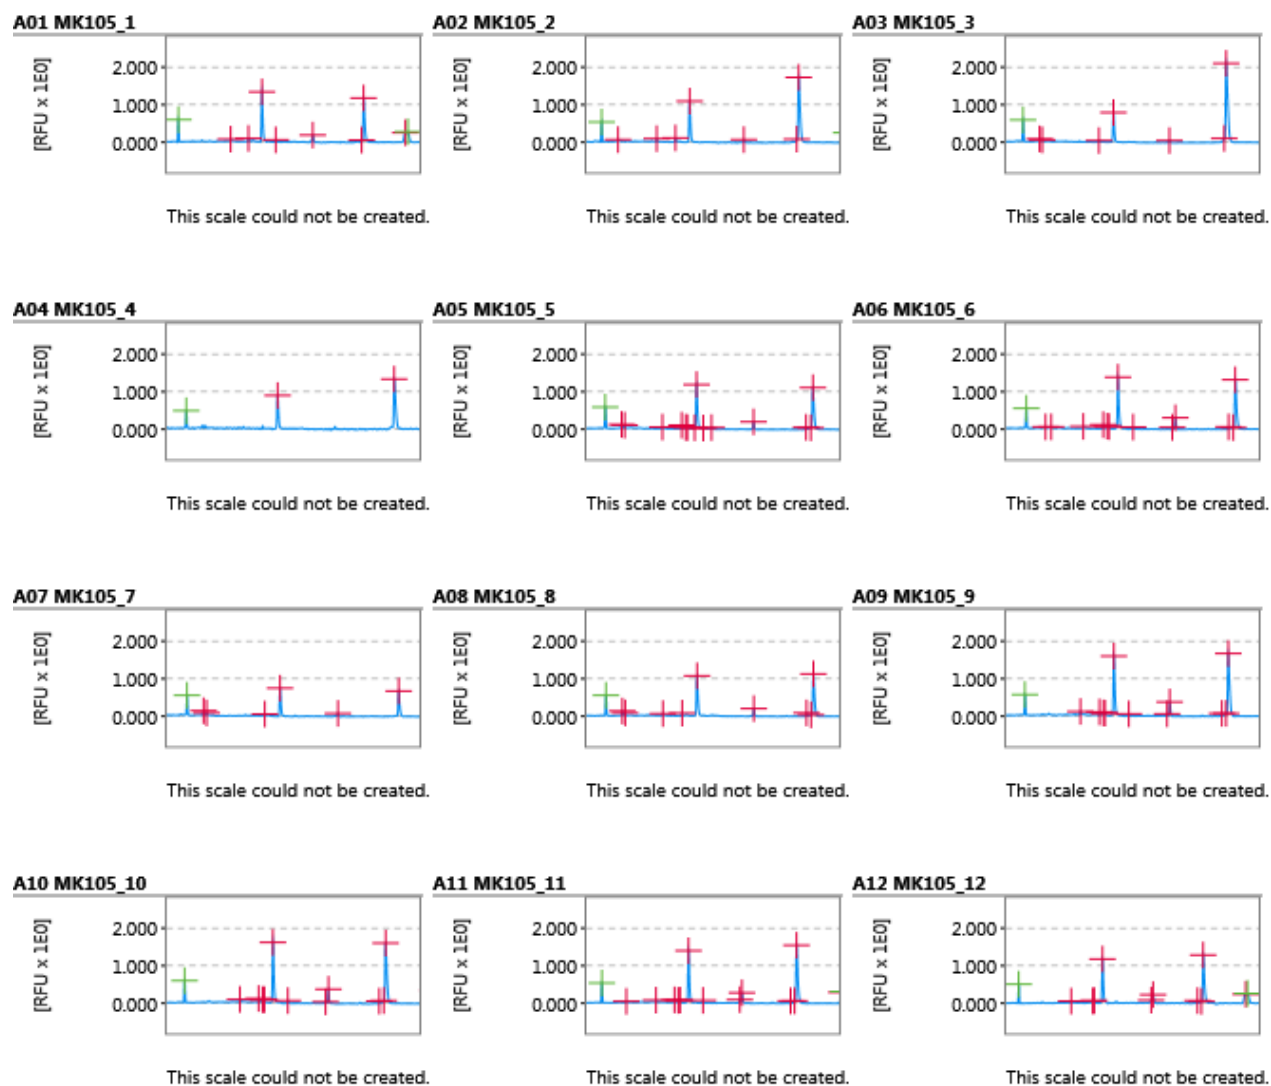 A01 MK105_1 A02 MK105_2 A03 MK105_3
[RFU x 1E0] 2.000 1.000 0.000 [RFU x 1E0] 2.000 1.000 0.000 [RFU x 1E0] 2.000 1.000 0.000
This scale could not be created. This scale could not be created. This scale could not be created.
A04 MK105_4 A05 MK105_5 A06 MK105_6
[RFU x 1E0] 2.000 1.000 0.000 [RFU x 1E0] 2.000 1.000 0.000 [RFU x 1E0] 2.000 1.000 0.000
This scale could not be created. This scale could not be created. This scale could not be created.
A07 MK105_7 A08 MK105_8 A09 MK105_9
[RFU x 1E0] 2.000 1.000 0.000 [RFU x 1E0] 2.000 1.000 0.000 [RFU x 1E0] 2.000 1.000 0.000
This scale could not be created. This scale could not be created. This scale could not be created.
A10 MK105_10 A11 MK105_11 A12 MK105_12
[RFU x 1E0] 2.000 1.000 0.000 [RFU x 1E0] 2.000 1.000 0.000 [RFU x 1E0] 2.000 1.000 0.000
This scale could not be created. This scale could not be created. This scale could not be created.